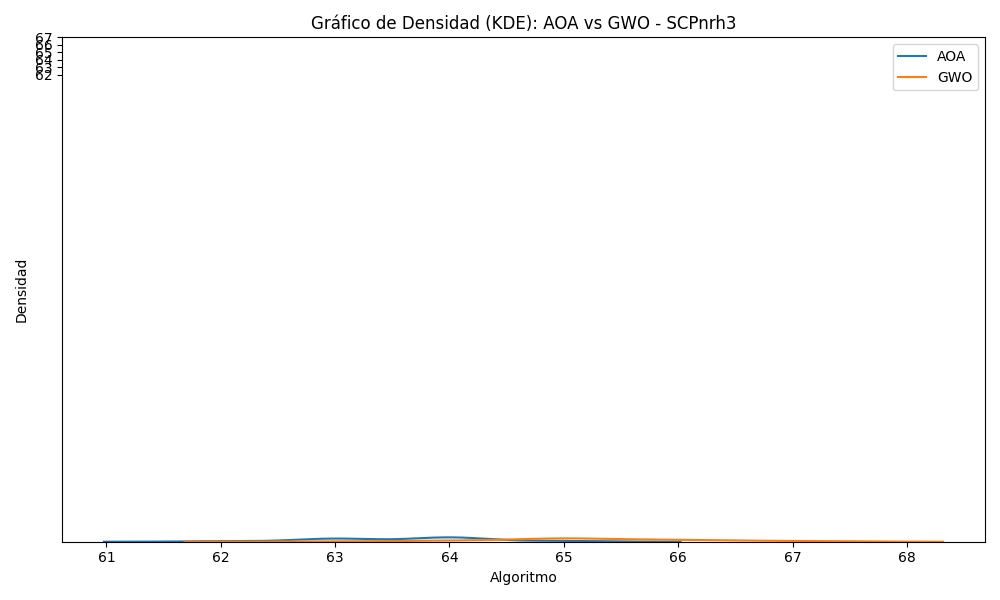 Gráfico de Densidad (KDE): AOA vs GWO - SCPnrh3
67
66
65
64
63
62
AOA
GWO
Densidad
61 62 63 64 65 66 67 68
Algoritmo